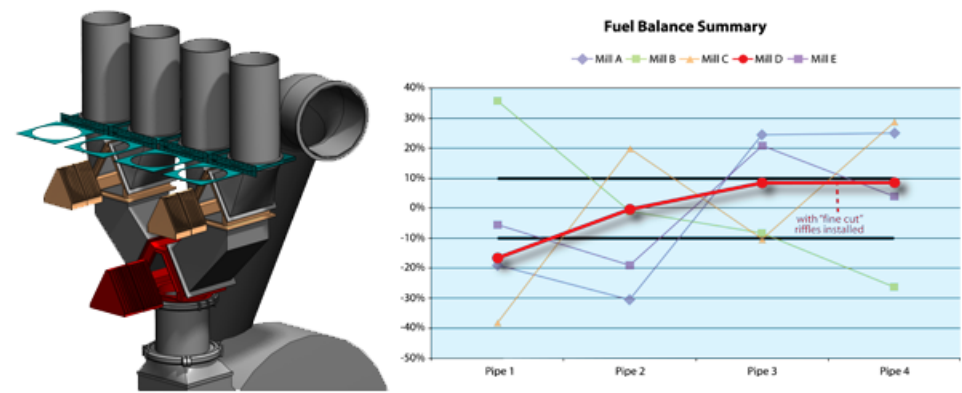 Fuel Balance Summary
Mill A Mill B Mill C Mill D Mill E
40%
30%
20%
10%
0%
-10%
-20%
-30%
-40%
-50%
with "fine cut"
riffles installed
Pipe 1 Pipe 2 Pipe 3 Pipe 4